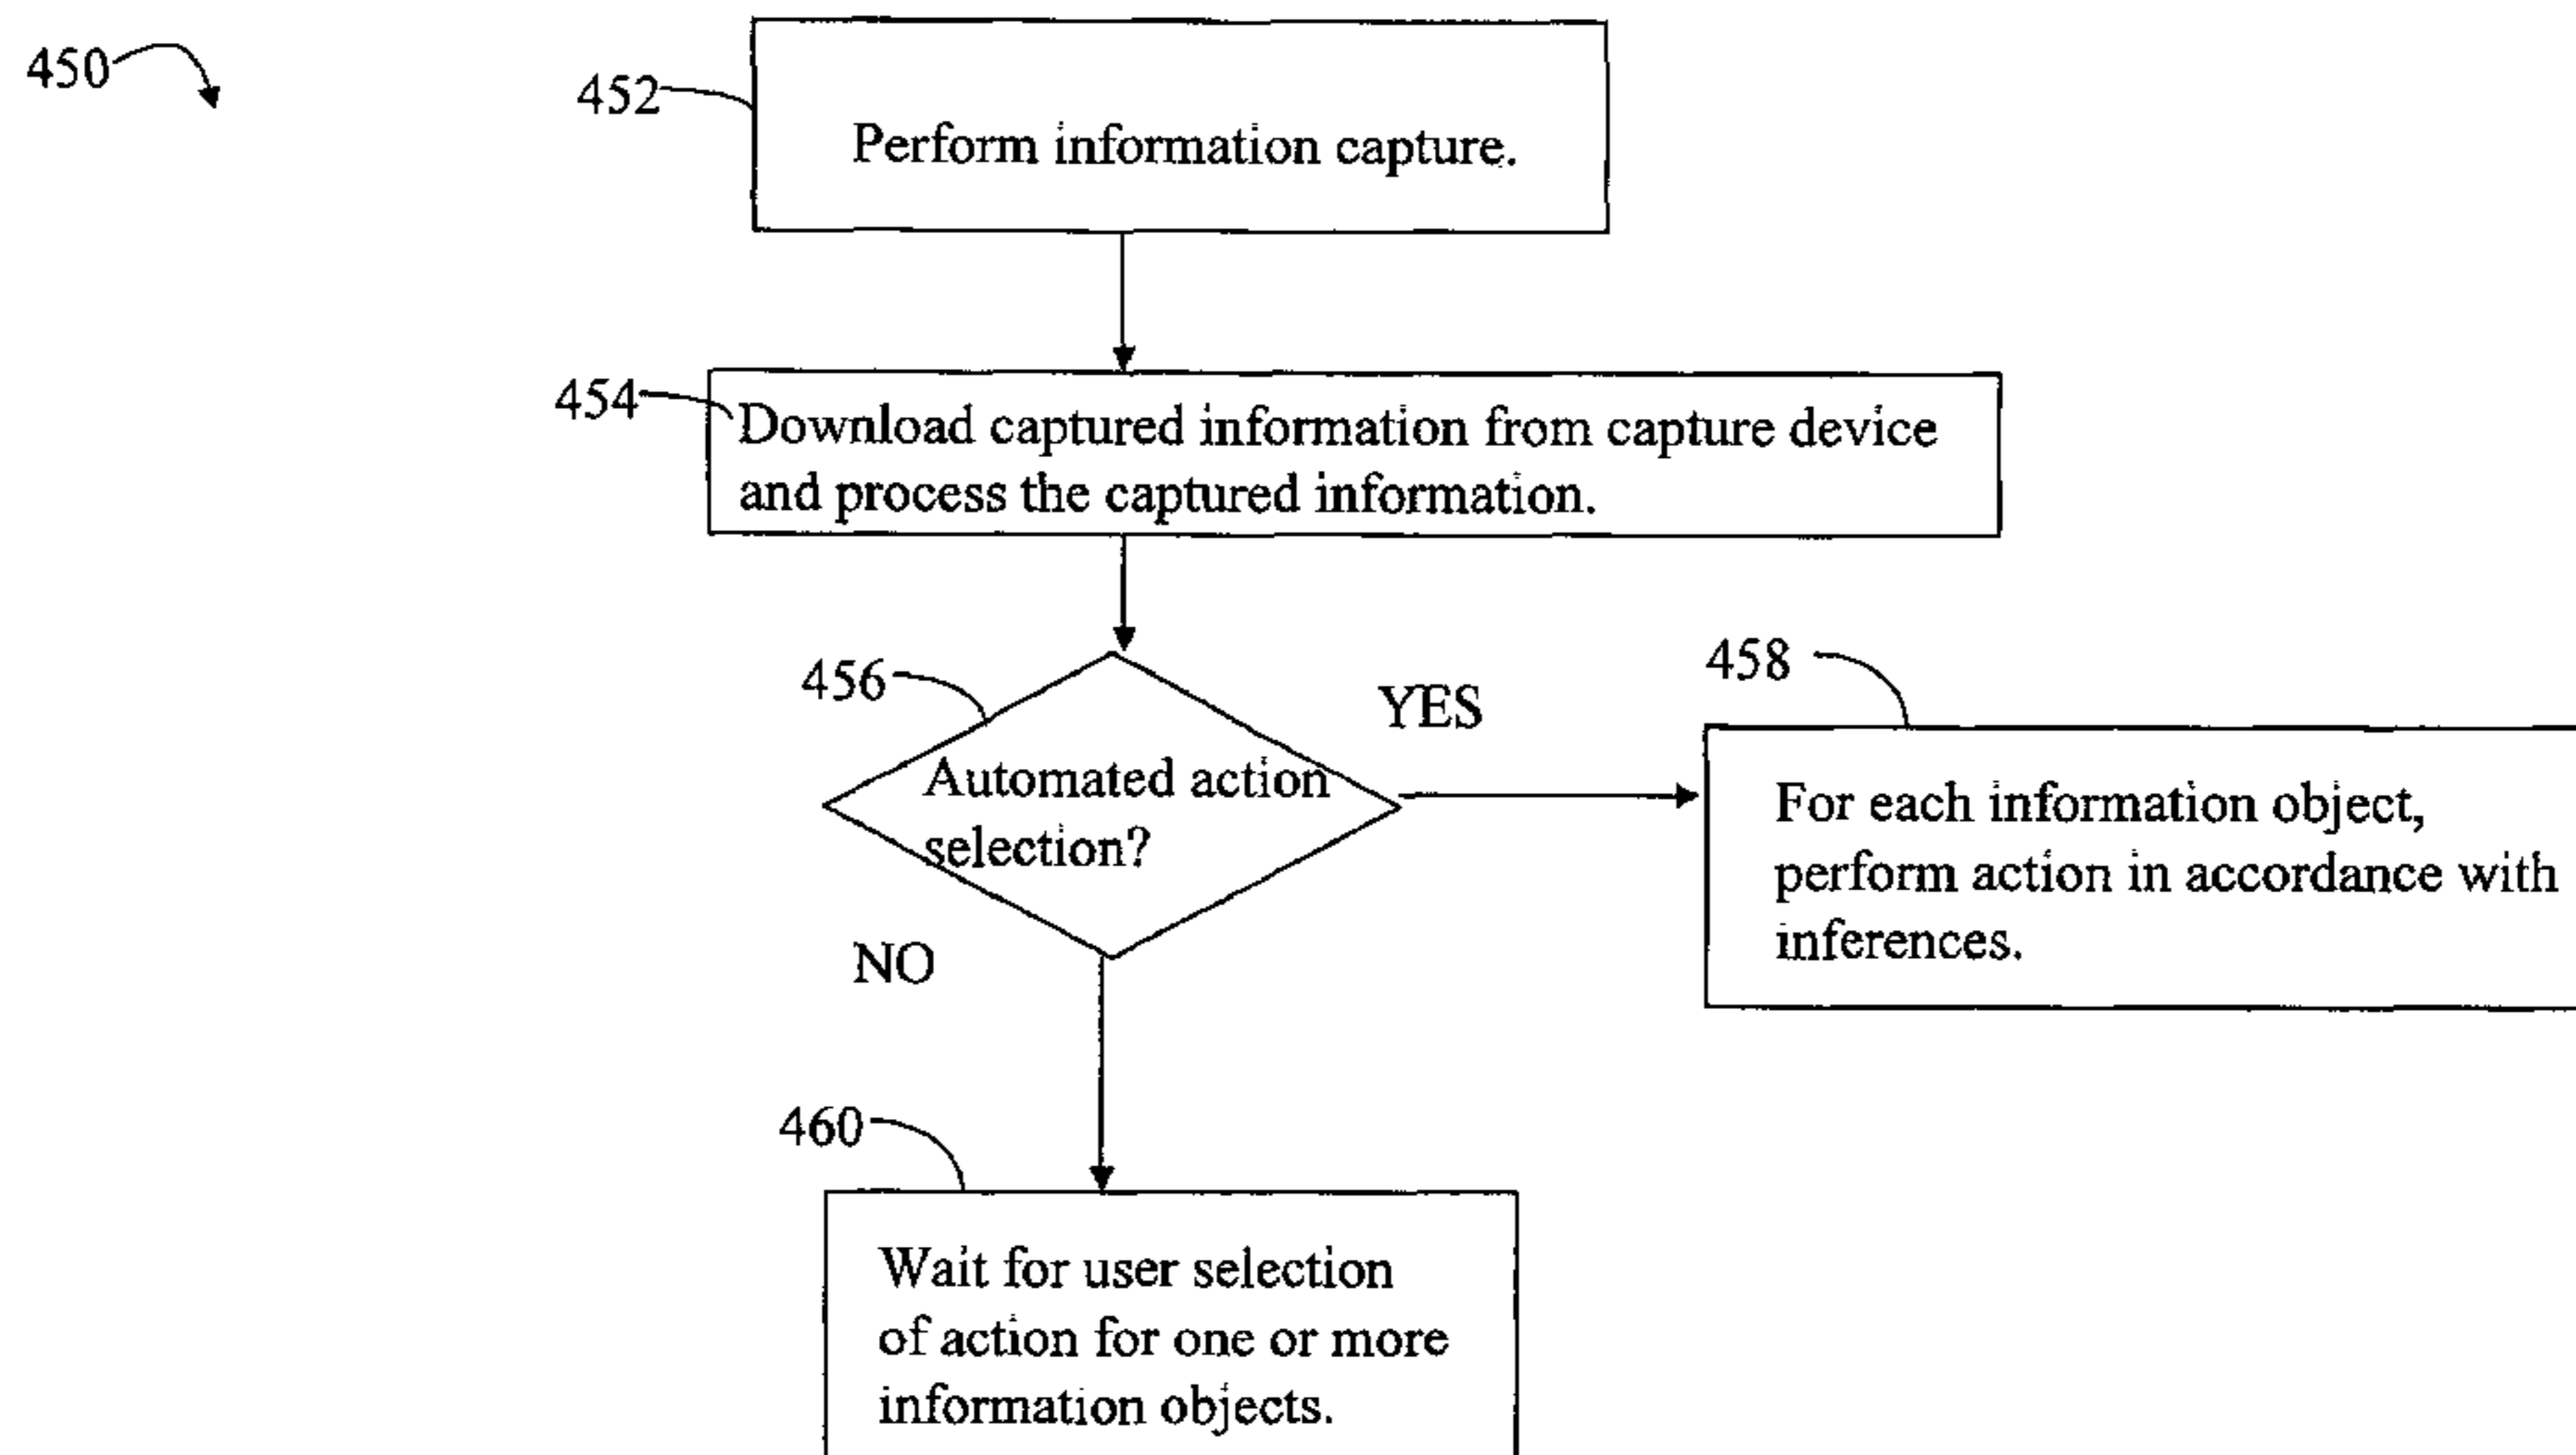 450
452
Perform information capture.
454
Download captured information from capture device
and process the captured information.
456
Automated action
selection?
YES
458
For each information object,
perform action in accordance with
inferences.
NO
460
Wait for user selection
of action for one or more
information objects.